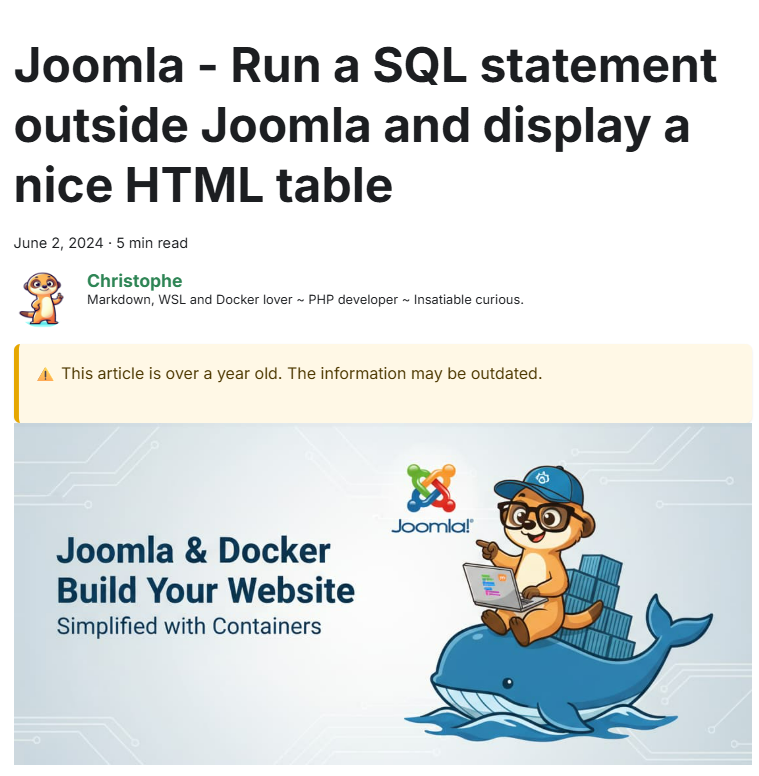 Joomla - Run a SQL statement
outside Joomla and display a
nice HTML table
June 2, 2024 · 5 min read
Christophe
Markdown, WSL and Docker lover ~ PHP developer ~ Insatiable curious.
⚠️ This article is over a year old. The information may be outdated.
Joomla!®
Joomla & Docker
Build Your Website
Simplified with Containers